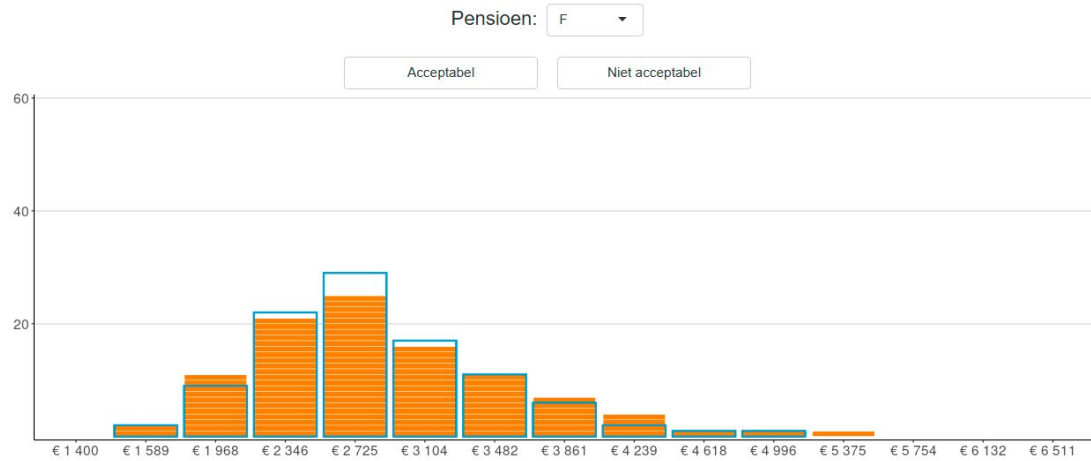 Pensioen: F
Acceptabel Niet acceptabel
60
40
20
€ 1 400 € 1 589 € 1 968 € 2 346 € 2 725 € 3 104 € 3 482 € 3 861 € 4 239 € 4 618 € 4 996 € 5 375 € 5 754 € 6 132 € 6 511